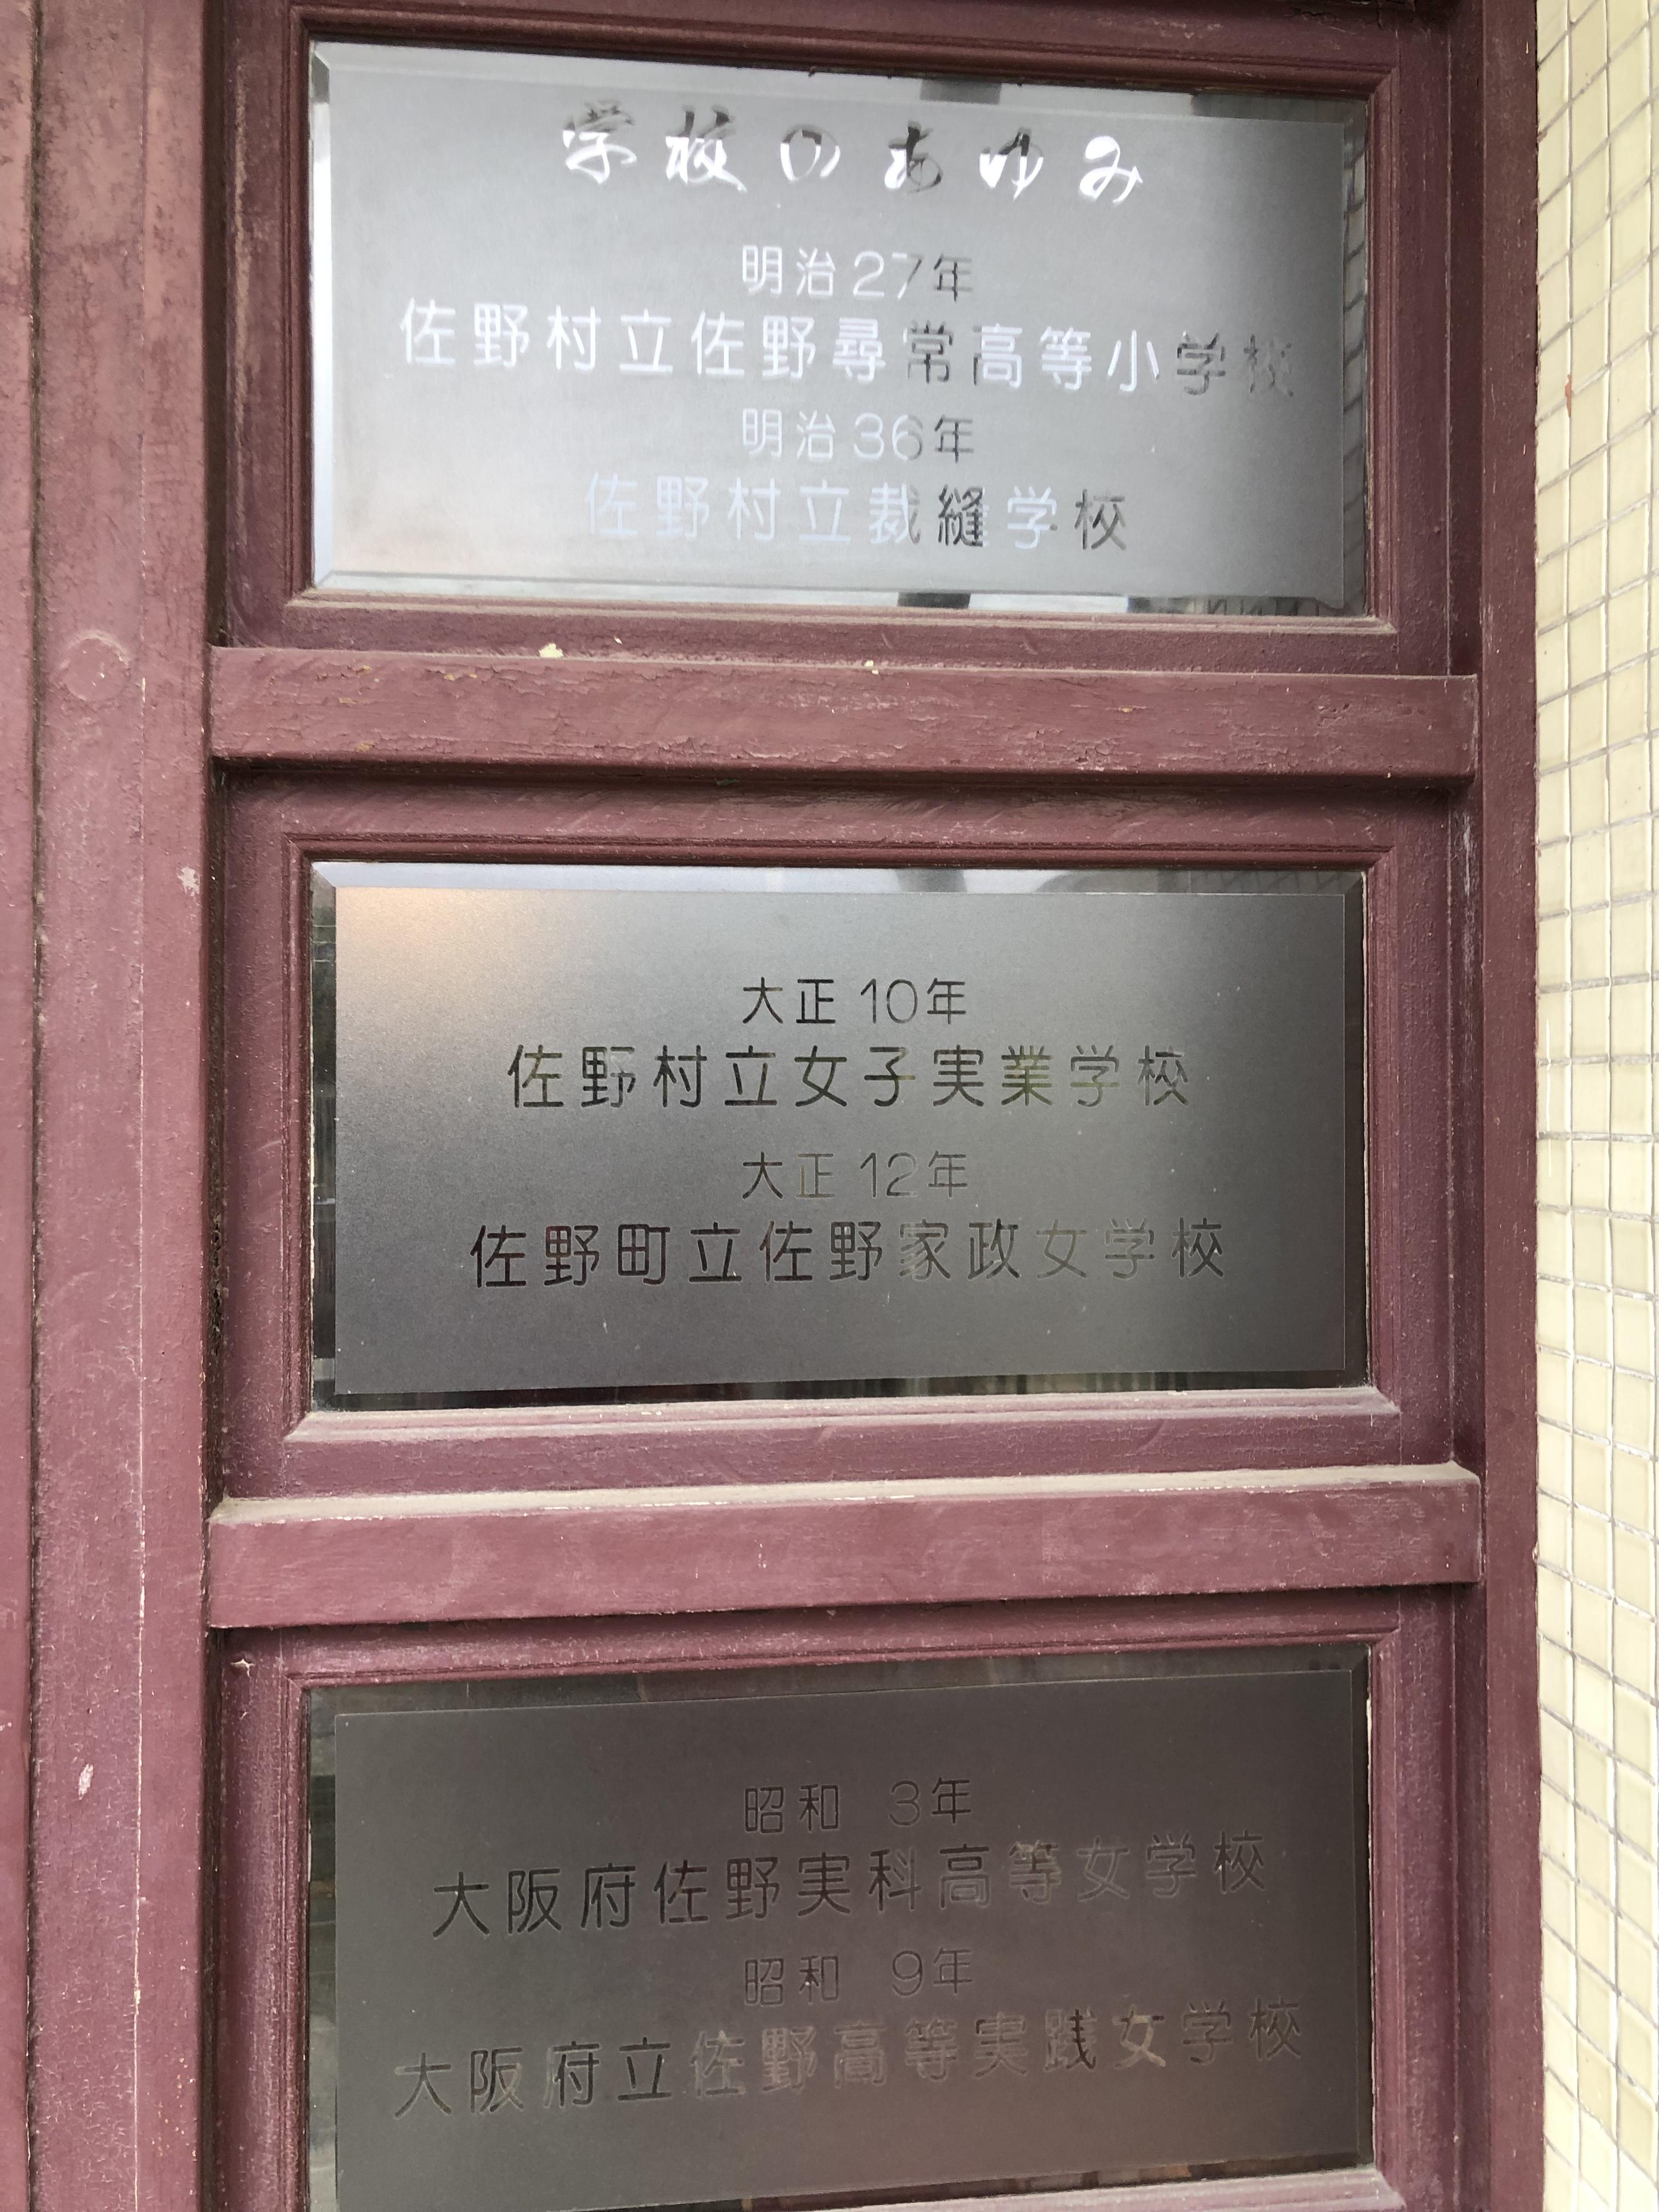 学校のあゆみ
明治27年
佐野村立佐野尋常高等小学校
明治36年
佐野村立裁縫学校
大正10年
佐野村立女子実業学校
大正12年
佐野町立佐野家政女学校
昭和 3年
大阪府佐野実科高等女学校
昭和 9年
大阪府立佐野高等実践女学校